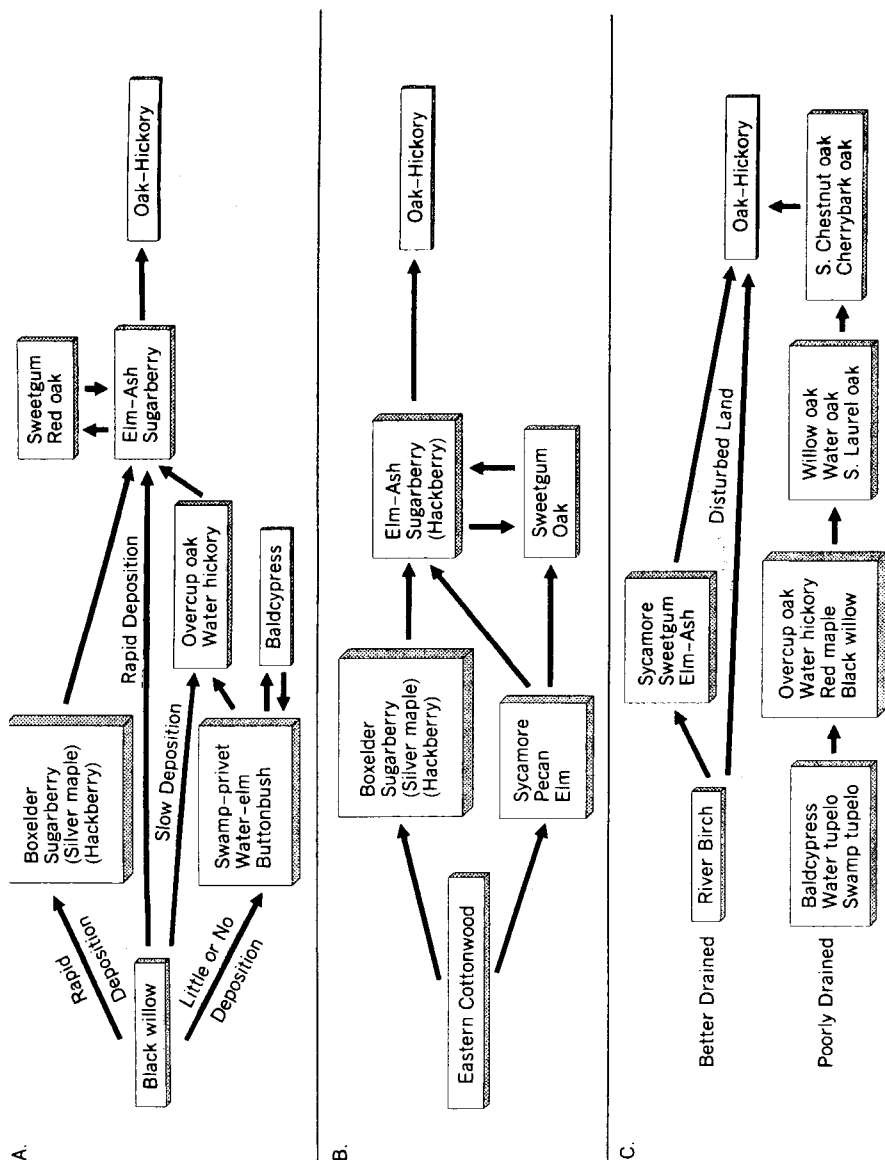 A.
Black willow
Rapid
Deposition
Rapid Deposition
Slow Deposition
Little or No
Deposition
Boxelder
Sugarberry
(Silver maple)
(Hackberry)
Swamp-privet
Water-elm
Buttonbush
Overcup oak
Water hickory
Baldcypress
Sweetgum
Red oak
Elm-Ash
Sugarberry
Oak-Hickory
B.
Eastern Cottonwood
Boxelder
Sugarberry
(Silver maple)
(Hackberry)
Sycamore
Pecan
Elm
Elm-Ash
Sugarberry
(Hackberry)
Sweetgum
Oak
Oak-Hickory
C.
Better Drained
River Birch
Sycamore
Sweetgum
Elm-Ash
Disturbed Land
Oak-Hickory
Poorly Drained
Baldcypress
Water tupelo
Swamp tupelo
Overcup oak
Water hickory
Red maple
Black willow
Willow oak
Water oak
S. Laurel oak
S. Chestnut oak
Cherrybark oak